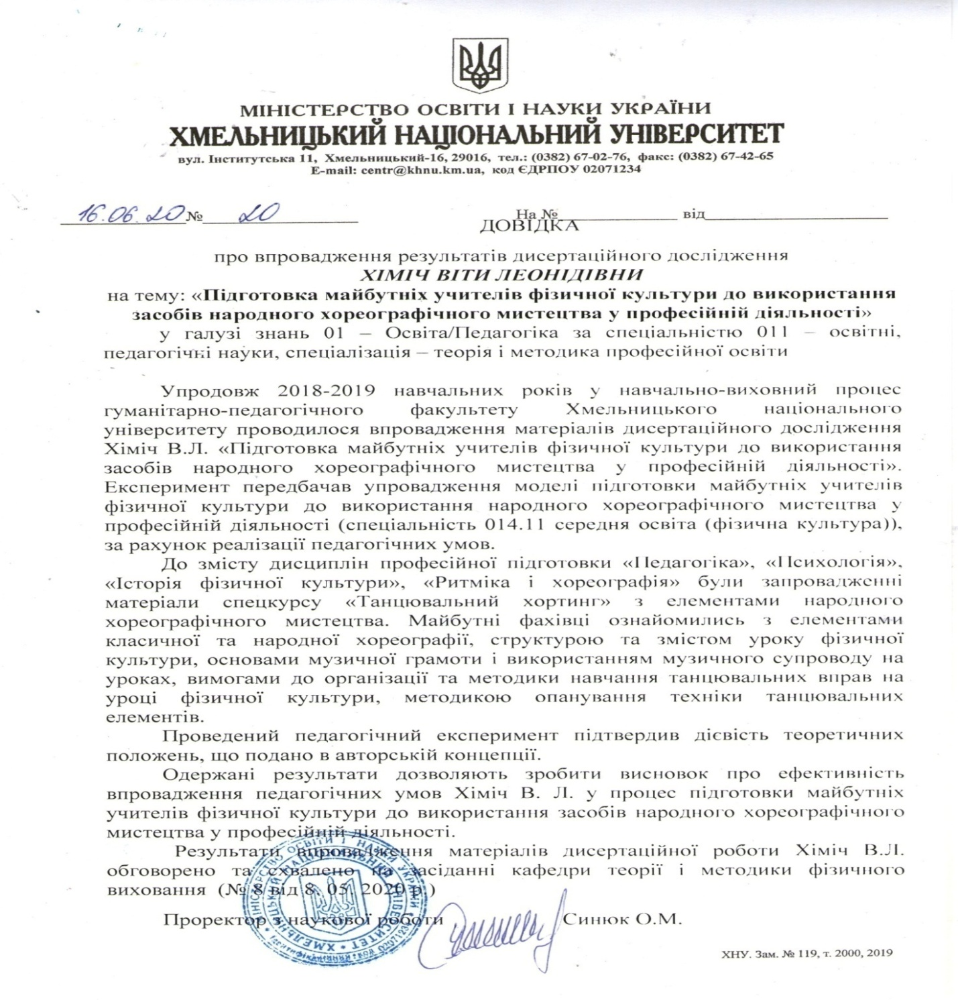 МІНІСТЕРСТВО ОСВІТИ І НАУКИ УКРАЇНИ
ХМЕЛЬНИЦЬКИЙ НАЦІОНАЛЬНИЙ УНІВЕРСИТЕТ
вул. Інститутська 11, Хмельницький-16, 29016, тел.: (0382) 67-02-76, факс: (0382) 67-42-65
E-mail: centr@khnu.km.ua, код ЄДРПОУ 02071234
16.06.20 № 20 На № від
ДОВІДКА
про впровадження результатів дисертаційного дослідження
ХІМІЧ ВІТИ ЛЕОНІДІВНИ
на тему: «Підготовка майбутніх учителів фізичної культури до використання
засобів народного хореографічного мистецтва у професійній діяльності»
у галузі знань 01 – Освіта/Педагогіка за спеціальністю 011 – освітні,
педагогічні науки, спеціалізація – теорія і методика професійної освіти
Упродовж 2018-2019 навчальних років у навчально-виховний процес
гуманітарно-педагогічного факультету Хмельницького національного
університету проводилося впровадження матеріалів дисертаційного дослідження
Хіміч В.Л. «Підготовка майбутніх учителів фізичної культури до використання
засобів народного хореографічного мистецтва у професійній діяльності».
Експеримент передбачав упровадження моделі підготовки майбутніх учителів
фізичної культури до використання народного хореографічного мистецтва у
професійній діяльності (спеціальність 014.11 середня освіта (фізична культура)),
за рахунок реалізації педагогічних умов.
До змісту дисциплін професійної підготовки «Педагогіка», «Психологія»,
«Історія фізичної культури», «Ритміка і хореографія» були запровадженні
матеріали спецкурсу «Танцювальний хортинг» з елементами народного
хореографічного мистецтва. Майбутні фахівці ознайомились з елементами
класичної та народної хореографії, структурою та змістом уроку фізичної
культури, основами музичної грамоти і використанням музичного супроводу на
уроках, вимогами до організації та методики навчання танцювальних вправ на
уроці фізичної культури, методикою опанування техніки танцювальних
елементів.
Проведений педагогічний експеримент підтвердив дієвість теоретичних
положень, що подано в авторській концепції.
Одержані результати дозволяють зробити висновок про ефективність
впровадження педагогічних умов Хіміч В. Л. у процес підготовки майбутніх
учителів фізичної культури до використання засобів народного хореографічного
мистецтва у професійній діяльності.
Результати впровадження матеріалів дисертаційної роботи Хіміч В.Л.
обговорено та схвалено на засіданні кафедри теорії і методики фізичного
виховання (№ 8 від 8. 05. 2020 р.)
Проректор з наукової роботи Синюк О.М.
МІНІСТЕРСТВО ОСВІТИ І НАУКИ УКРАЇНИ
ХМЕЛЬНИЦЬКИЙ НАЦІОНАЛЬНИЙ УНІВЕРСИТЕТ
Ідентифікаційний код 02071234
ХНУ. Зам. № 119, т. 2000, 2019